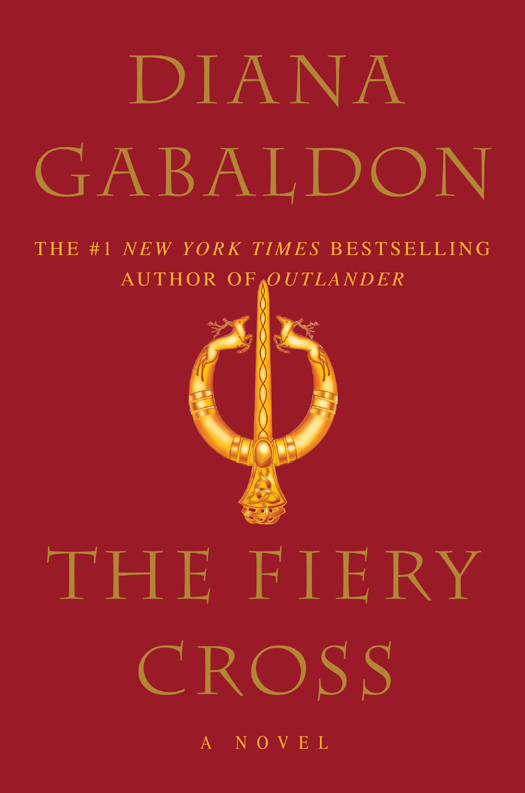 DIANA
GABALDON
THE #1 NEW YORK TIMES BESTSELLING
AUTHOR OF OUTLANDER
THE FIERY
CROSS
A NOVEL